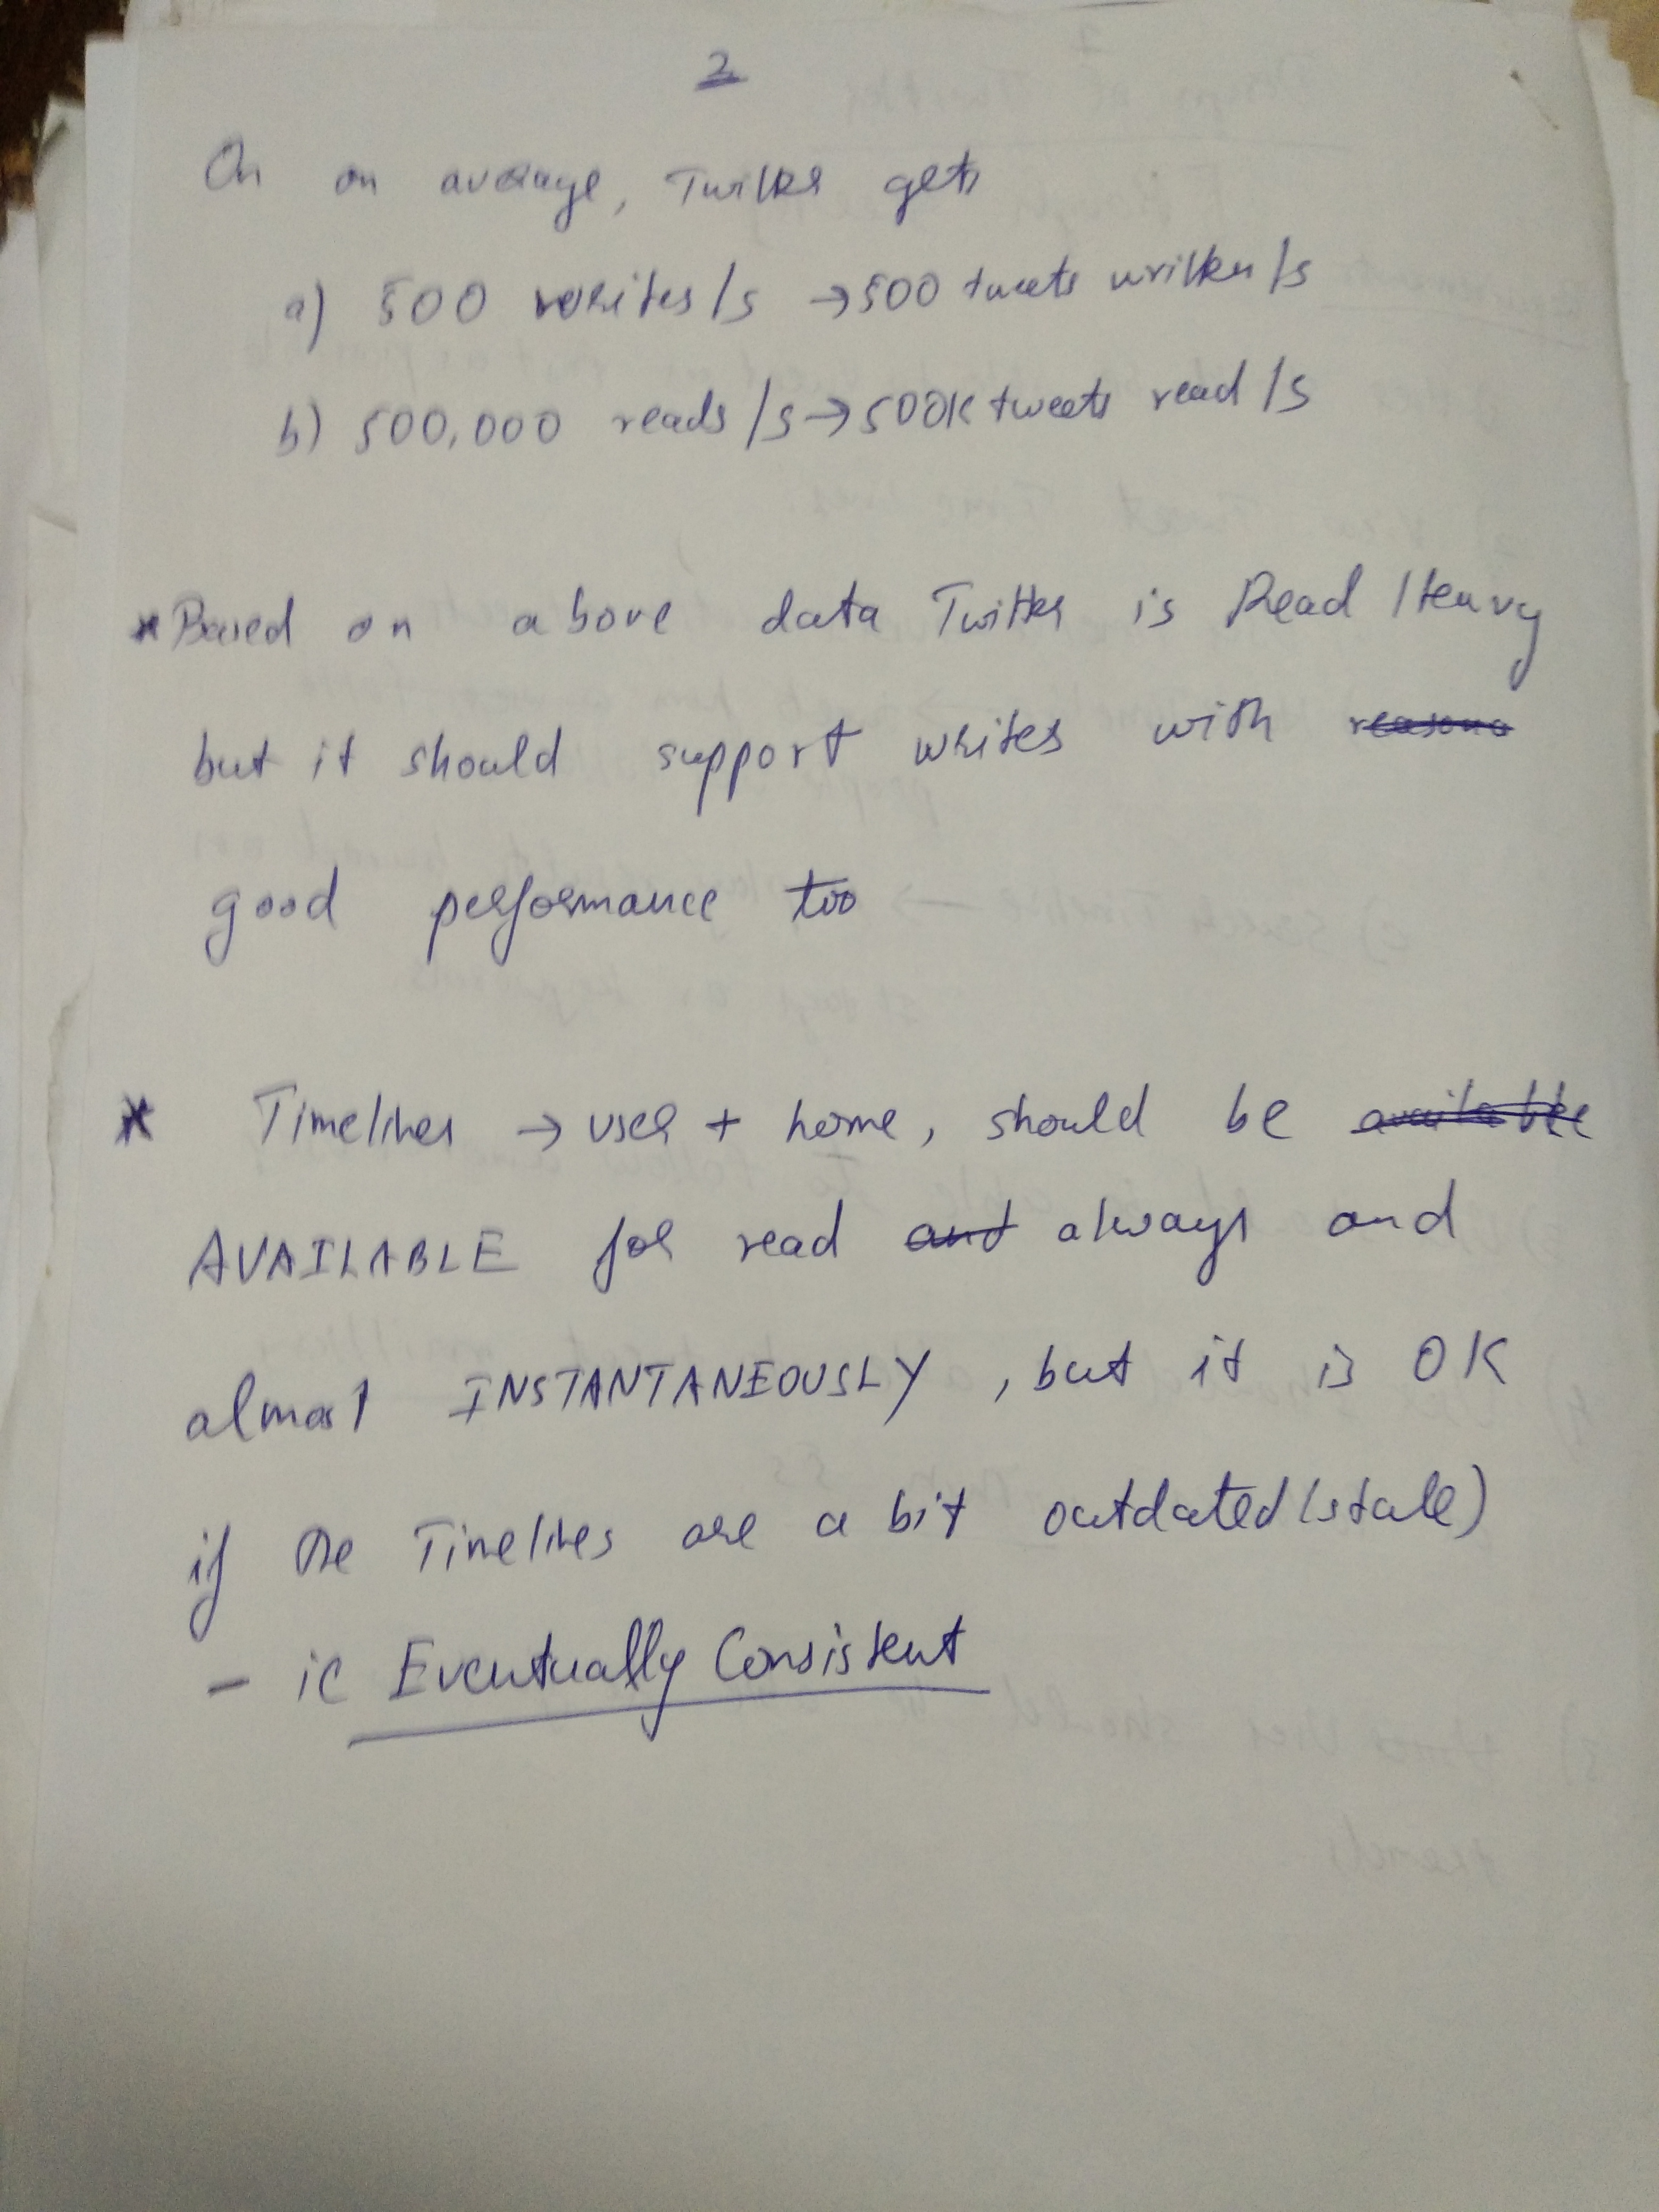 2
On on average, Twitter gets
a) 500 writes/s → 500 tweets written/s
b) 500,000 reads/s → 500K tweets read/s
* Based on above data Twitter is Read Heavy
but it should support writes with reasona
good performance too
* Timelines → user + home, should be available
AVAILABLE for read and always and
almost INSTANTANEOUSLY, but it is OK
if the Timelines are a bit outdated (stale)
- ie Eventually Consistent